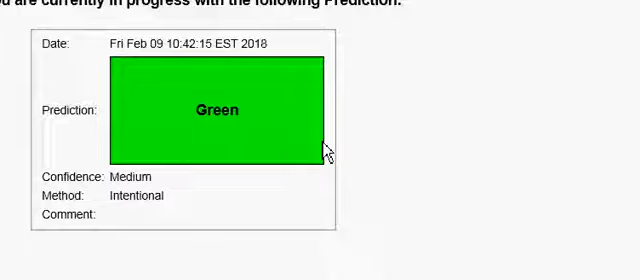 u are currently in progress with the following Prediction:
Date: Fri Feb 09 10:42:15 EST 2018
Prediction: Green
Confidence: Medium
Method: Intentional
Comment: